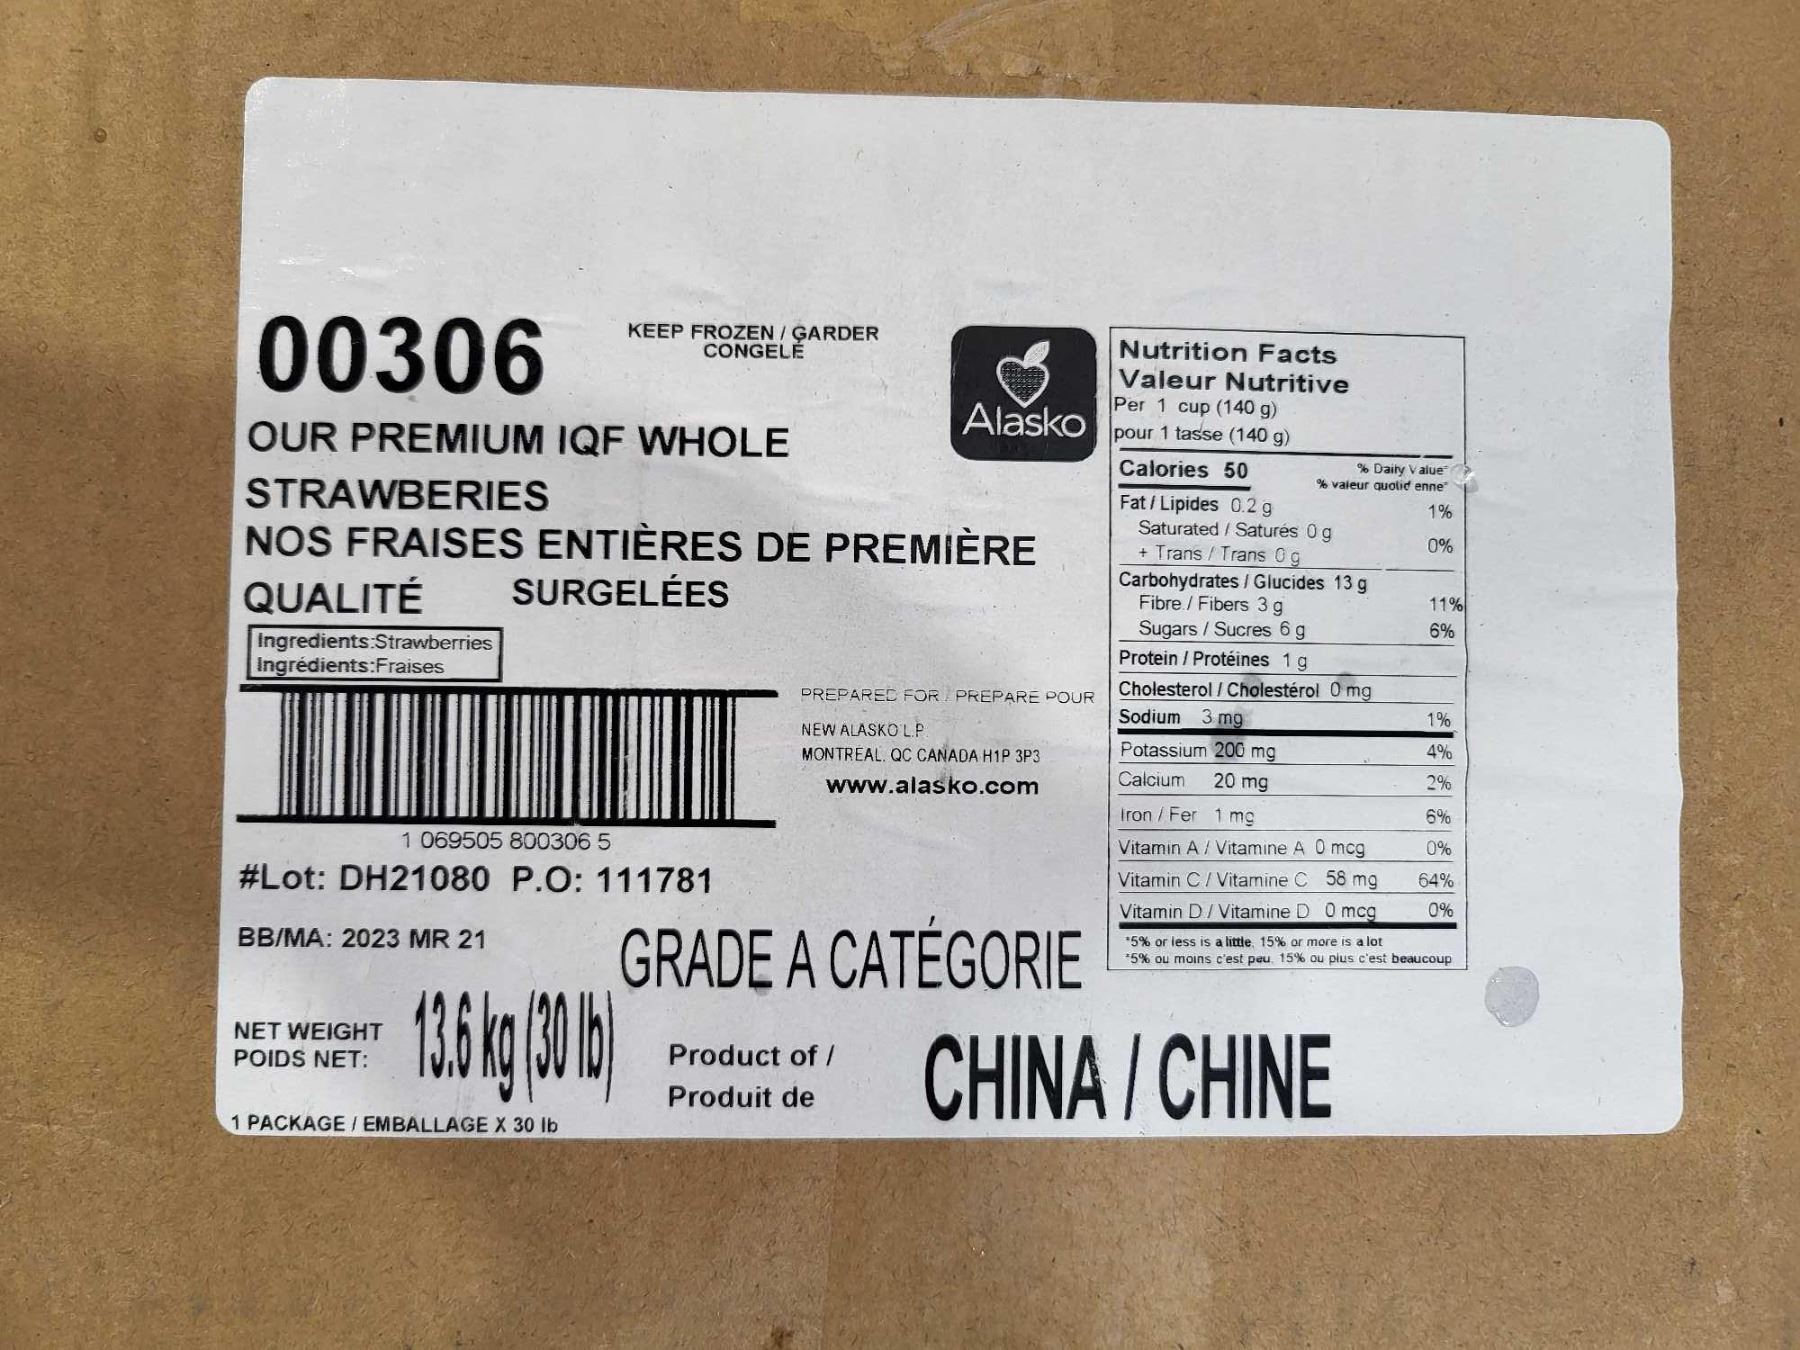 00306
KEEP FROZEN / GARDER
CONGELÉ
OUR PREMIUM IQF WHOLE
STRAWBERIES
NOS FRAISES ENTIÈRES DE PREMIÈRE
QUALITÉ SURGELÉES
Ingredients:Strawberries
Ingrédients:Fraises
1 069505 800306 5
#Lot: DH21080 P.O: 111781
BB/MA: 2023 MR 21
NET WEIGHT
POIDS NET:
13.6 kg (30 lb)
1 PACKAGE / EMBALLAGE X 30 lb
Alasko
PREPARED FOR / PREPARE POUR
NEW ALASKO L.P.
MONTREAL. QC CANADA H1P 3P3
www.alasko.com
GRADE A CATÉGORIE
Product of /
Produit de
CHINA / CHINE
Nutrition Facts
Valeur Nutritive
Per 1 cup (140 g)
pour 1 tasse (140 g)
Calories 50
% Daily Value*
% valeur quotid enne*
Fat / Lipides 0.2 g 1%
Saturated / Saturés 0 g
+ Trans / Trans 0 g 0%
Carbohydrates / Glucides 13 g
Fibre / Fibers 3 g 11%
Sugars / Sucres 6 g 6%
Protein / Protéines 1 g
Cholesterol / Cholestérol 0 mg
Sodium 3 mg 1%
Potassium 200 mg 4%
Calcium 20 mg 2%
Iron / Fer 1 mg 6%
Vitamin A / Vitamine A 0 mcg 0%
Vitamin C / Vitamine C 58 mg 64%
Vitamin D / Vitamine D 0 mcg 0%
*5% or less is a little, 15% or more is a lot
*5% ou moins c'est peu, 15% ou plus c'est beaucoup